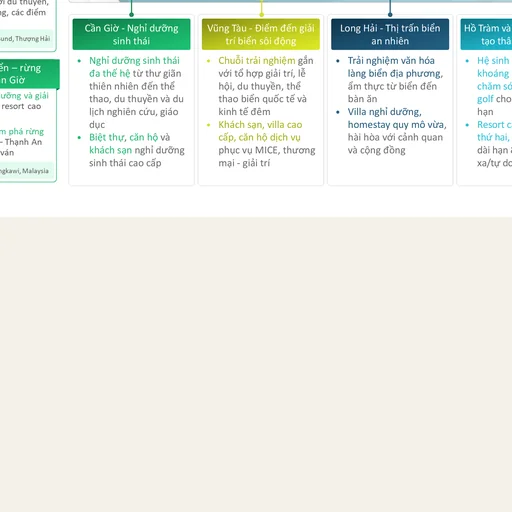 du thuyền,
ng, các điểm
und, Thượng Hải
ển – rừng
n Giờ
ưỡng và giải
resort cao
m phá rừng
– Thạnh An
ván
gkawi, Malaysia
Cần Giờ - Nghỉ dưỡng
sinh thái
• Nghỉ dưỡng sinh thái
đa thế hệ từ thư giãn
thiên nhiên đến thể
thao, du thuyền và du
lịch nghiên cứu, giáo
dục
• Biệt thự, căn hộ và
khách sạn nghỉ dưỡng
sinh thái cao cấp
Vũng Tàu - Điểm đến giải
trí biển sôi động
• Chuỗi trải nghiệm gắn
với tổ hợp giải trí, lễ
hội, du thuyền, thể
thao biển quốc tế và
kinh tế đêm
• Khách sạn, villa cao
cấp, căn hộ dịch vụ
phục vụ MICE, thương
mại - giải trí
Long Hải - Thị trấn biển
an nhiên
• Trải nghiệm văn hóa
làng biển địa phương,
ẩm thực từ biển đến
bàn ăn
• Villa nghỉ dưỡng,
homestay quy mô vừa,
hài hòa với cảnh quan
và cộng đồng
Hồ Tràm và
tạo thà
• Hệ sinh
khoáng
chăm só
golf cho
hạn
• Resort c
thứ hai,
dài hạn
xa/tự do